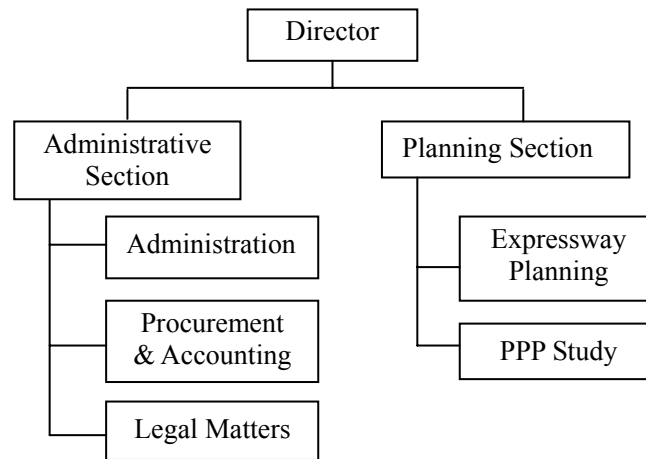 Director
Administrative
Section
Planning Section
Administration
Expressway
Planning
Procurement
& Accounting
PPP Study
Legal Matters